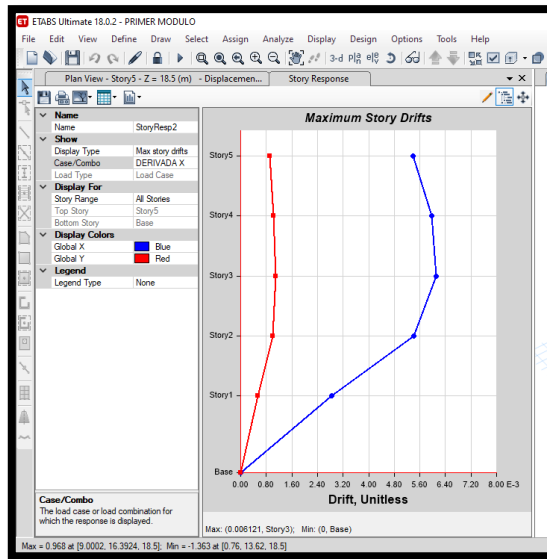 ETABS Ultimate 18.0.2 - PRIMER MODULO
File Edit View Define Draw Select Assign Analyze Display Design Options Tools Help
3-d
Plan View - Story5 - Z = 18.5 (m) - Displacemen... Story Response
Name
Name StoryResp2
Show
Display Type Max story drifts
Case/Combo DERIVADA X
Load Type Load Case
Display For
Story Range All Stories
Top Story Story5
Bottom Story Base
Display Colors
Global X Blue
Global Y Red
Legend
Legend Type None
Case/Combo
The load case or load combination for
which the response is displayed.
Maximum Story Drifts
Story5
Story4
Story3
Story2
Story1
Base
0.00 0.80 1.60 2.40 3.20 4.00 4.80 5.60 6.40 7.20 8.00 E-3
Drift, Unitless
Max: (0.006121, Story3); Min: (0, Base)
Max = 0.968 at [9.0002, 16.3924, 18.5]; Min = -1.363 at [0.76, 13.62, 18.5]